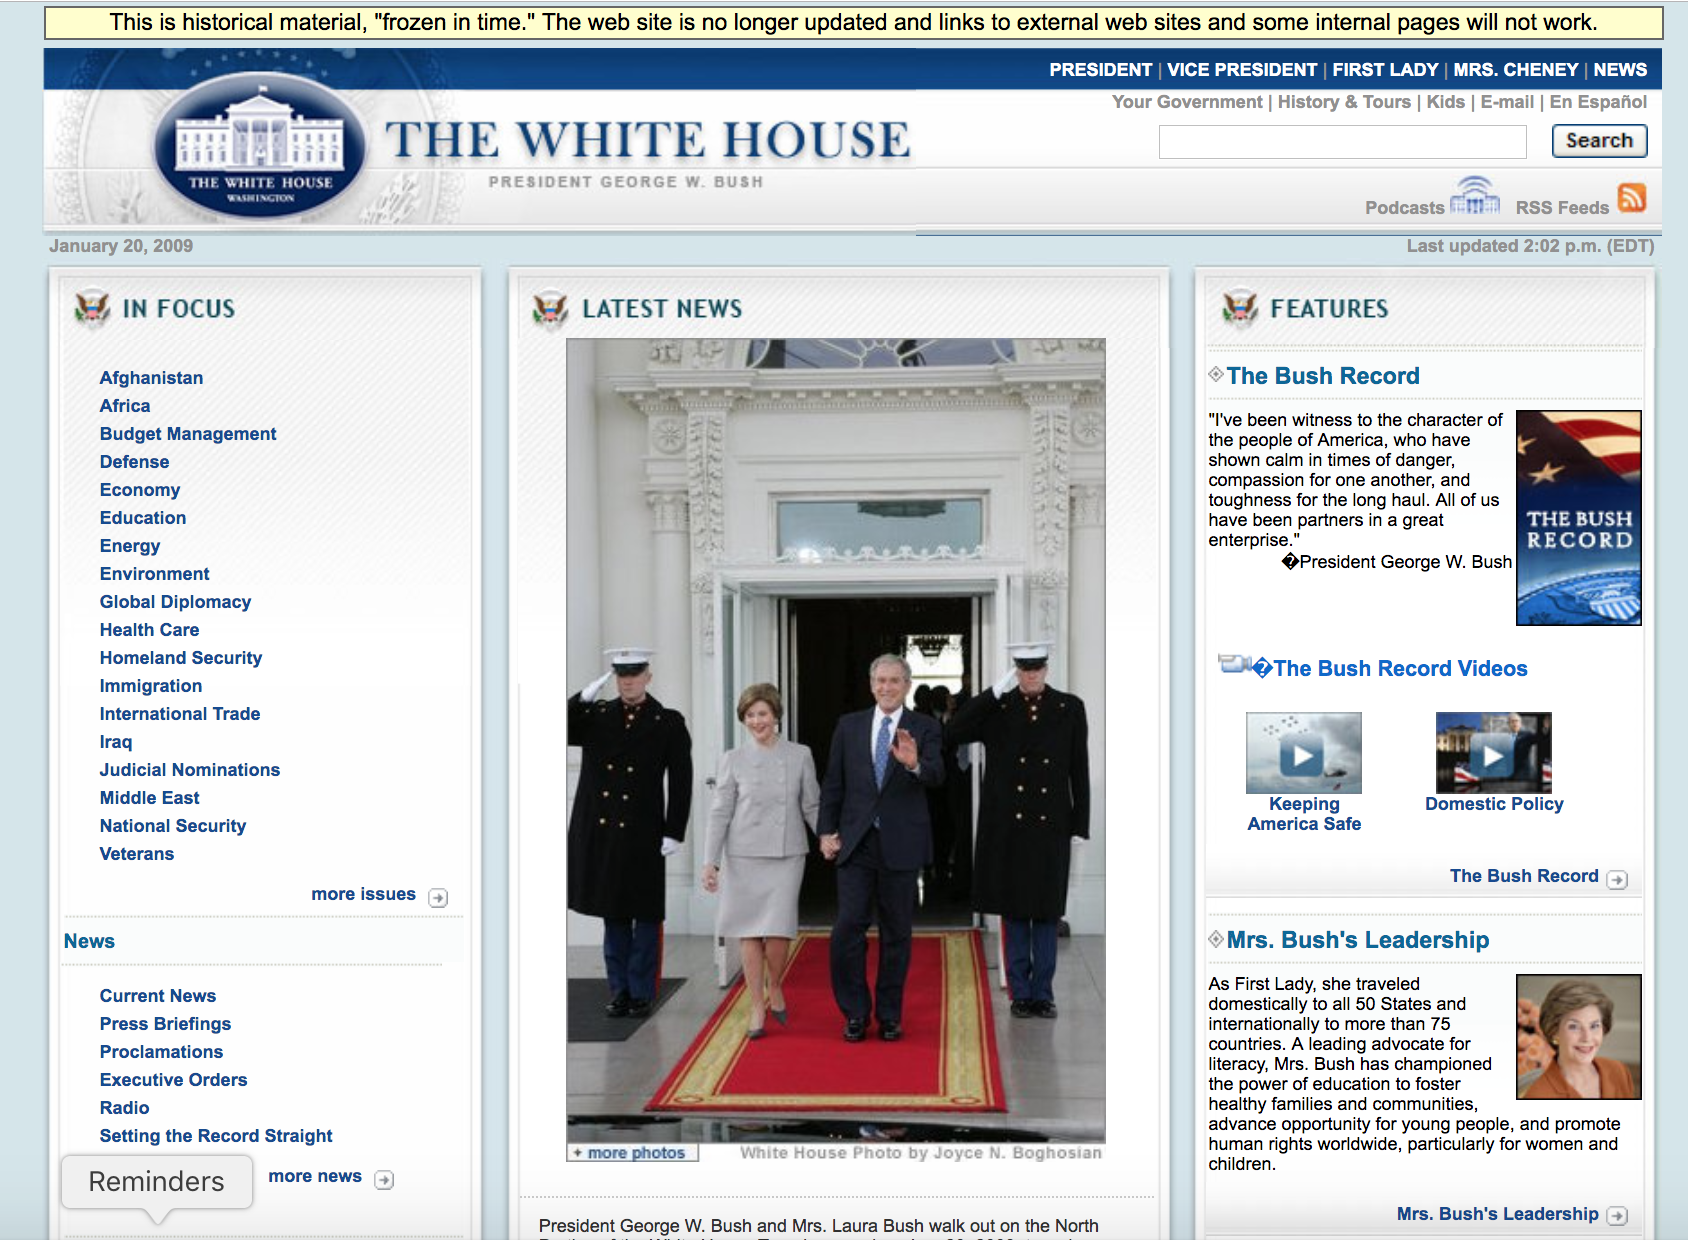 This is historical material, "frozen in time." The web site is no longer updated and links to external web sites and some internal pages will not work.
PRESIDENT | VICE PRESIDENT | FIRST LADY | MRS. CHENEY | NEWS
Your Government | History & Tours | Kids | E-mail | En Español
Search
THE WHITE HOUSE
WASHINGTON
THE WHITE HOUSE
PRESIDENT GEORGE W. BUSH
Podcasts
RSS Feeds
January 20, 2009
Last updated 2:02 p.m. (EDT)
IN FOCUS
Afghanistan
Africa
Budget Management
Defense
Economy
Education
Energy
Environment
Global Diplomacy
Health Care
Homeland Security
Immigration
International Trade
Iraq
Judicial Nominations
Middle East
National Security
Veterans
more issues
News
Current News
Press Briefings
Proclamations
Executive Orders
Radio
Setting the Record Straight
more news
Reminders
LATEST NEWS
+ more photos
White House Photo by Joyce N. Boghosian
President George W. Bush and Mrs. Laura Bush walk out on the North
FEATURES
The Bush Record
"I've been witness to the character of
the people of America, who have
shown calm in times of danger,
compassion for one another, and
toughness for the long haul. All of us
have been partners in a great
enterprise."
�President George W. Bush
THE BUSH
RECORD
�The Bush Record Videos
Keeping
America Safe
Domestic Policy
The Bush Record
Mrs. Bush's Leadership
As First Lady, she traveled
domestically to all 50 States and
internationally to more than 75
countries. A leading advocate for
literacy, Mrs. Bush has championed
the power of education to foster
healthy families and communities,
advance opportunity for young people, and promote
human rights worldwide, particularly for women and
children.
Mrs. Bush's Leadership